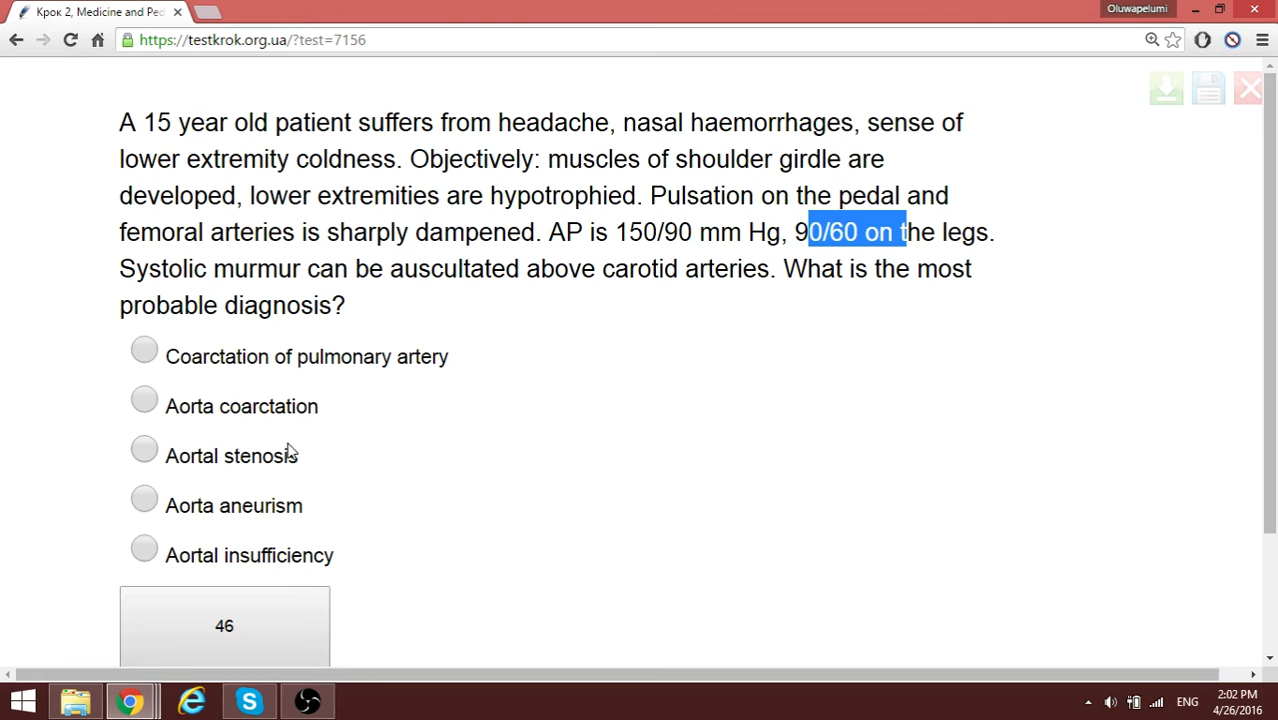 Крок 2, Medicine and Ped
Oluwapelumi
https://testkrok.org.ua/?test=7156
A 15 year old patient suffers from headache, nasal haemorrhages, sense of
lower extremity coldness. Objectively: muscles of shoulder girdle are
developed, lower extremities are hypotrophied. Pulsation on the pedal and
femoral arteries is sharply dampened. AP is 150/90 mm Hg, 90/60 on the legs.
Systolic murmur can be auscultated above carotid arteries. What is the most
probable diagnosis?
Coarctation of pulmonary artery
Aorta coarctation
Aortal stenosis
Aorta aneurism
Aortal insufficiency
46
ENG
2:02 PM
4/26/2016